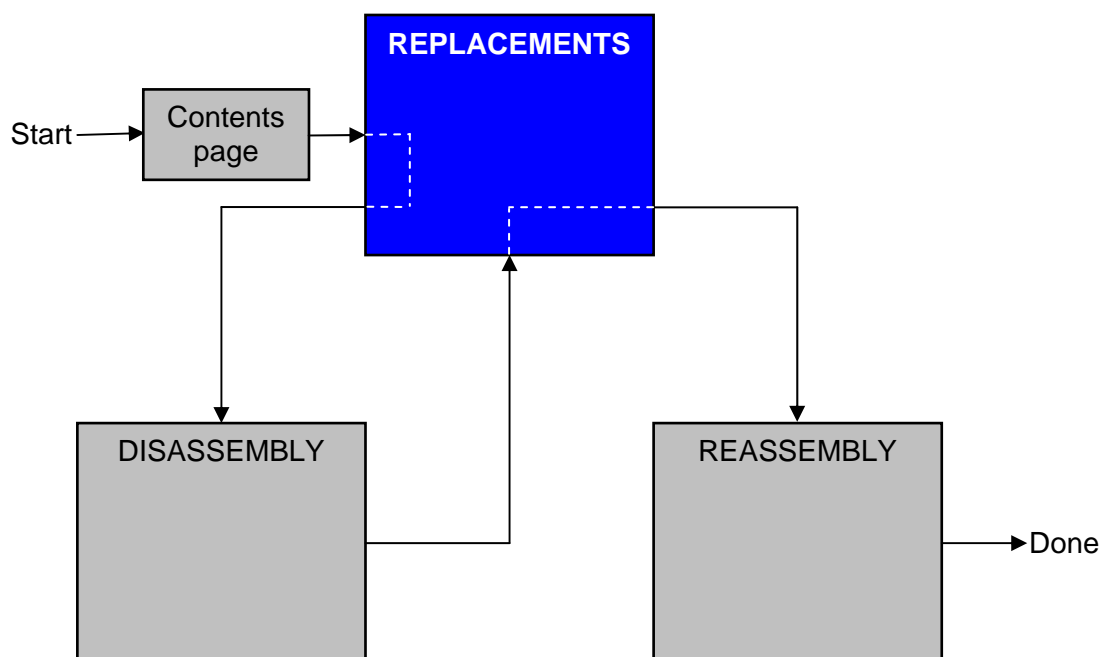 REPLACEMENTS
Start
Contents
page
DISASSEMBLY
REASSEMBLY
Done